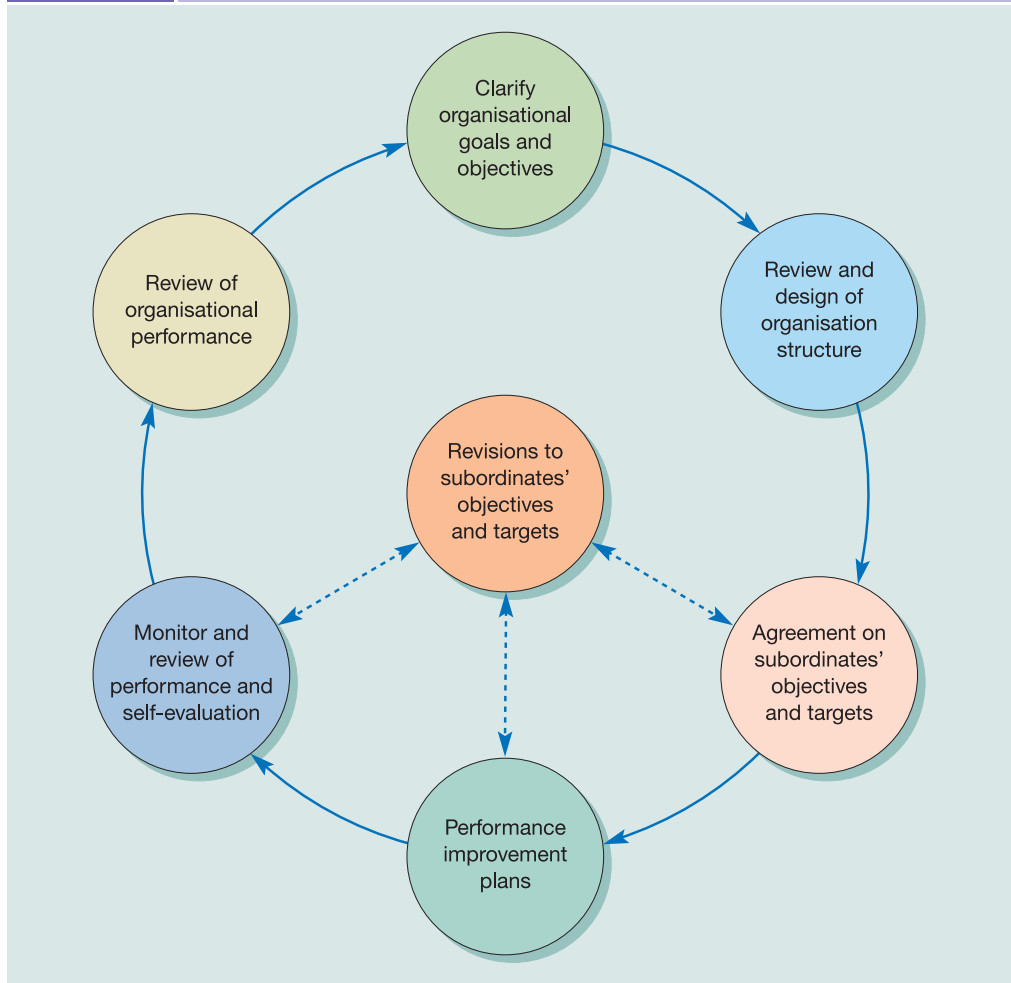 Clarify
organisational
goals and
objectives
Review and
design of
organisation
structure
Agreement on
subordinates’
objectives
and targets
Performance
improvement
plans
Monitor and
review of
performance and
self-evaluation
Review of
organisational
performance
Revisions to
subordinates’
objectives
and targets